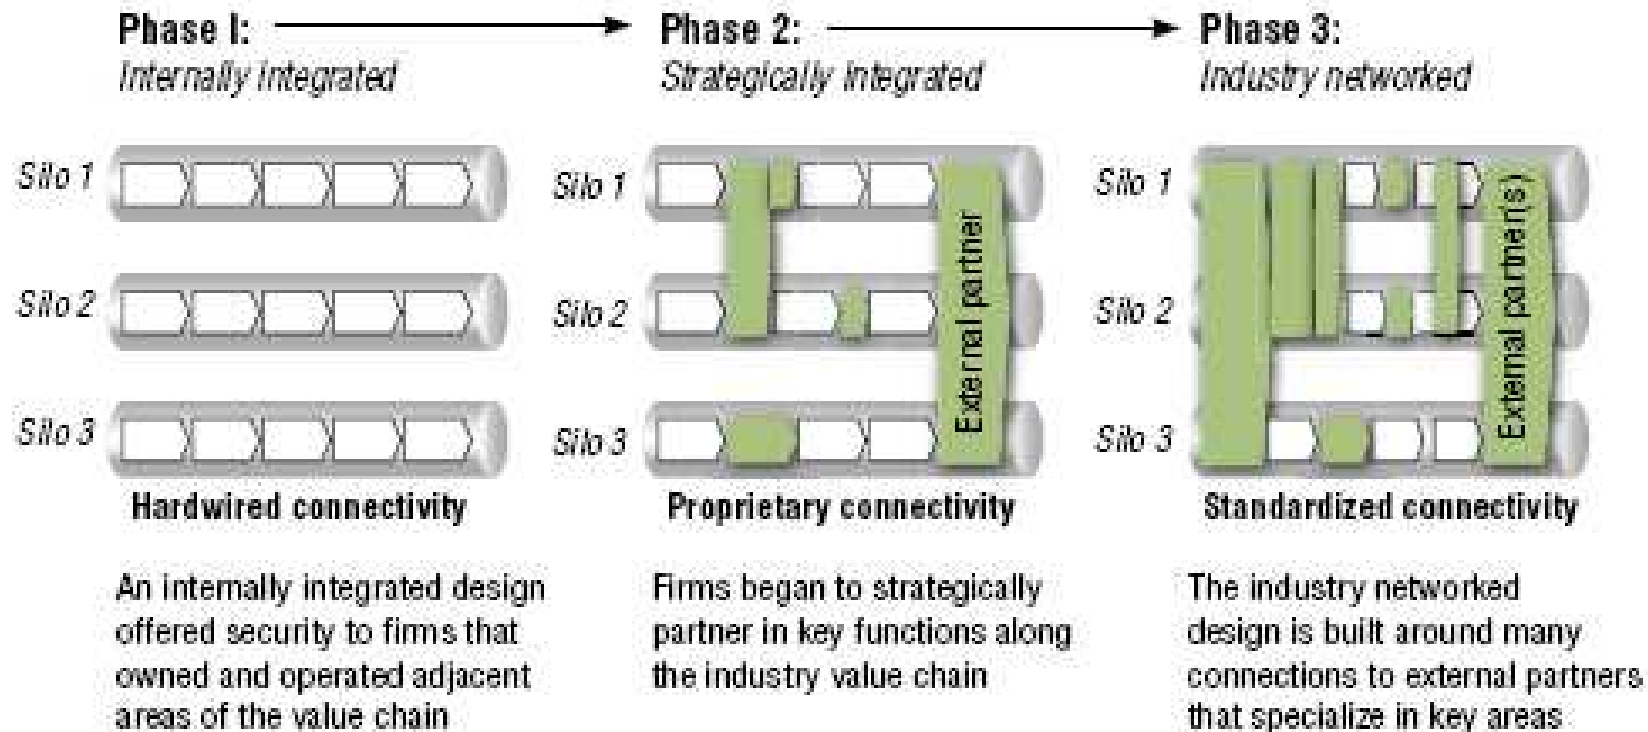 Phase I:
Internally integrated
Silo 1
Silo 2
Silo 3
Hardwired connectivity
An internally integrated design
offered security to firms that
owned and operated adjacent
areas of the value chain
Phase 2:
Strategically integrated
Silo 1
Silo 2
Silo 3
External partner
Proprietary connectivity
Firms began to strategically
partner in key functions along
the industry value chain
Phase 3:
Industry networked
Silo 1
Silo 2
Silo 3
External partner(s)
Standardized connectivity
The industry networked
design is built around many
connections to external partners
that specialize in key areas